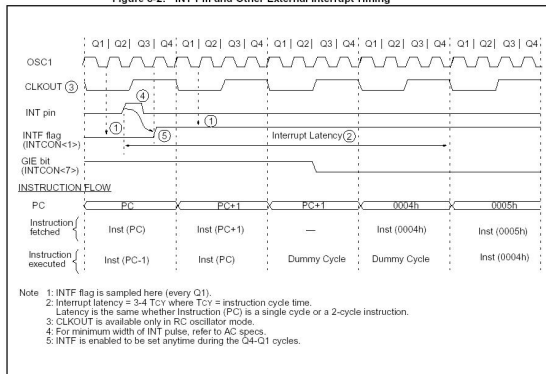 Figure 8-2: INT Pin and Other External Interrupt Timing
Q1 Q2 Q3 Q4 Q1 Q2 Q3 Q4 Q1 Q2 Q3 Q4 Q1 Q2 Q3 Q4 Q1 Q2 Q3 Q4
OSC1
CLKOUT 3
4
INT pin
1 1
INTF flag
(INTCON<1>)
5
Interrupt Latency 2
GIE bit
(INTCON<7>)
INSTRUCTION FLOW
PC PC PC+1 PC+1 0004h 0005h
Instruction
fetched
Inst (PC) Inst (PC+1) — Inst (0004h) Inst (0005h)
Instruction
executed
Inst (PC-1) Inst (PC) Dummy Cycle Dummy Cycle Inst (0004h)
Note 1: INTF flag is sampled here (every Q1).
2: Interrupt latency = 3-4 TCY where TCY = instruction cycle time.
Latency is the same whether Instruction (PC) is a single cycle or a 2-cycle instruction.
3: CLKOUT is available only in RC oscillator mode.
4: For minimum width of INT pulse, refer to AC specs.
5: INTF is enabled to be set anytime during the Q4-Q1 cycles.